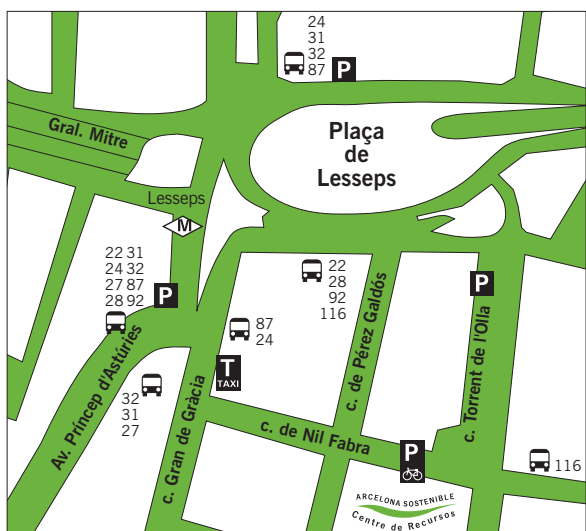 24
31
32
87
P
Gral. Mitre
Plaça
de
Lesseps
Lesseps
M
22 31
24 32
27 87
28 92
P
22
28
92
116
P
87
24
T
TAXI
32
31
27
Av. Príncep d'Astúries
c. Gran de Gràcia
c. de Pérez Galdós
c. Torrent de l'Olla
c. de Nil Fabra
P
116
ARCELONA SOSTENIBLE
Centre de Recursos